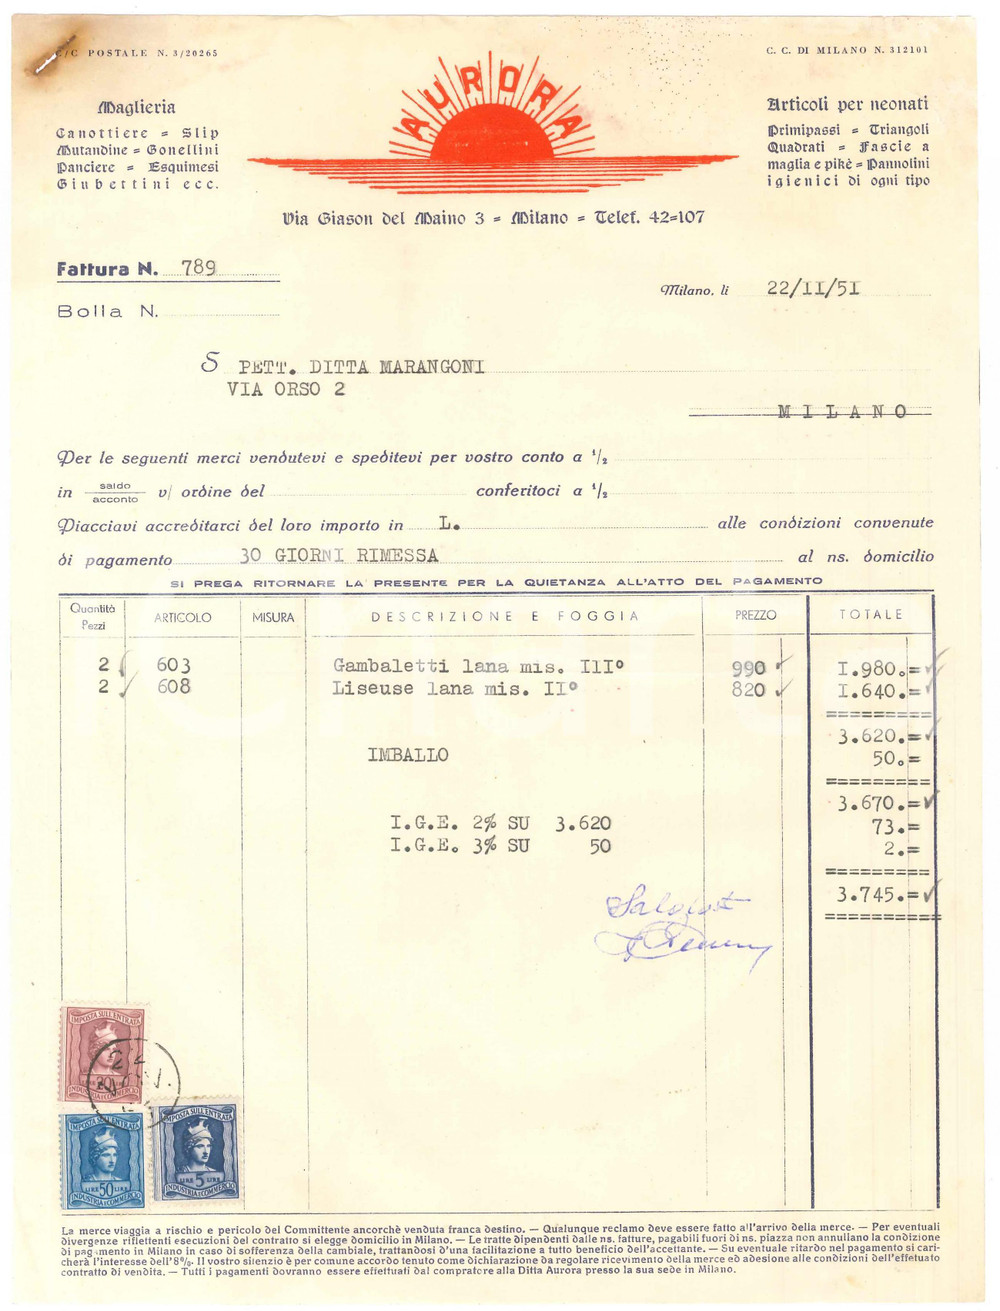 C/C POSTALE N. 3/20265
C. C. DI MILANO N. 312101
AURORA
Maglieria
Canottiere = Slip
Mutandine = Gonellini
Panciere = Esquimesi
Giubettini ecc.
Articoli per neonati
Primipassi = Triangoli
Quadrati = Fascie a
maglia e pikè = Pannolini
igienici di ogni tipo
Via Giason del Maino 3 = Milano = Telef. 42=107
Fattura N. 789
Milano, li 22/II/51
Bolla N.
S PETT. DITTA MARANGONI
VIA ORSO 2
MILANO
Per le seguenti merci vendutevi e speditevi per vostro conto a 1/2
in saldo/acconto v/ ordine del conferitoci a 1/2
Piacciavi accreditarci del loro importo in L. alle condizioni convenute
di pagamento 30 GIORNI RIMESSA al ns. domicilio
SI PREGA RITORNARE LA PRESENTE PER LA QUIETANZA ALL'ATTO DEL PAGAMENTO
Quantità Pezzi ARTICOLO MISURA DESCRIZIONE E FOGGIA PREZZO TOTALE
2 603 Gambaletti lana mis. III° 990 I.980.=
2 608 Liseuse lana mis. II° 820 I.640.=
=========
3.620.=
IMBALLO 50.=
=========
3.670.=
I.G.E. 2% SU 3.620 73.=
I.G.E. 3% SU 50 2.=
=========
3.745.=
==========
IMPOSTA SULL'ENTRATA
LIRE 20
INDUSTRIA E COMMERCIO
IMPOSTA SULL'ENTRATA
LIRE 50 LIRE
INDUSTRIA E COMMERCIO
IMPOSTA SULL'ENTRATA
LIRE 5 LIRE
INDUSTRIA E COMMERCIO
La merce viaggia a rischio e pericolo del Committente ancorchè venduta franca destino. — Qualunque reclamo deve essere fatto all'arrivo della merce. — Per eventuali
divergenze riflettenti esecuzioni del contratto si elegge domicilio in Milano. — Le tratte dipendenti dalle ns. fatture, pagabili fuori di ns. piazza non annullano la condizione
di pagamento in Milano in caso di sofferenza della cambiale, trattandosi d'una facilitazione a tutto beneficio dell'accettante. — Su eventuale ritardo nel pagamento si cari-
cherà l'interesse dell'8%. Il vostro silenzio è per comune accordo tenuto come dichiarazione da regolare ricevimento della merce ed adesione alle condizioni dell'effetuato
contratto di vendita. — Tutti i pagamenti dovranno essere effettuati dal compratore alla Ditta Aurora presso la sua sede in Milano.